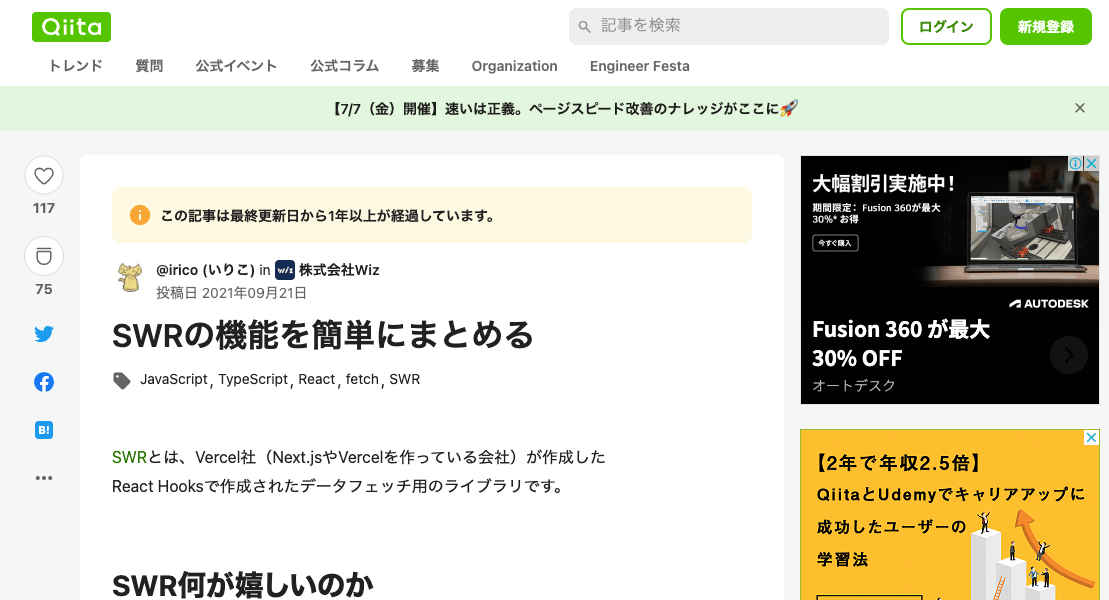 Qiita
記事を検索
ログイン
新規登録
トレンド 質問 公式イベント 公式コラム 募集 Organization Engineer Festa
【7/7（金）開催】速いは正義。ページスピード改善のナレッジがここに🚀
117
75
B!
この記事は最終更新日から1年以上が経過しています。
@irico (いりこ) in w/z 株式会社Wiz
投稿日 2021年09月21日
SWRの機能を簡単にまとめる
JavaScript, TypeScript, React, fetch, SWR
SWRとは、Vercel社（Next.jsやVercelを作っている会社）が作成した
React Hooksで作成されたデータフェッチ用のライブラリです。
SWR何が嬉しいのか
大幅割引実施中！
期間限定：Fusion 360が最大
30%* お得
今すぐ購入
AUTODESK
Fusion 360 が最大
30% OFF
オートデスク
【2年で年収2.5倍】
QiitaとUdemyでキャリアアップに
成功したユーザーの
学習法